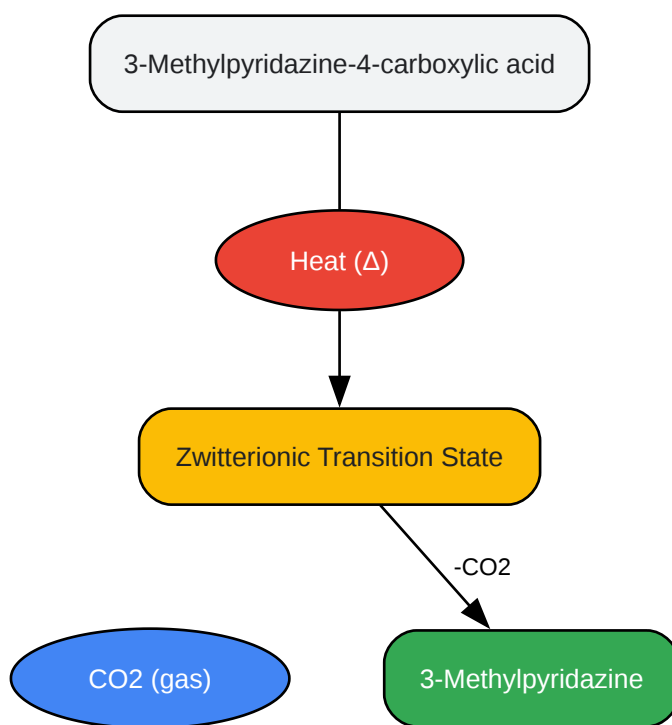 3-Methylpyridazine-4-carboxylic acid
Heat (Δ)
Zwitterionic Transition State
-CO2
CO2 (gas)
3-Methylpyridazine